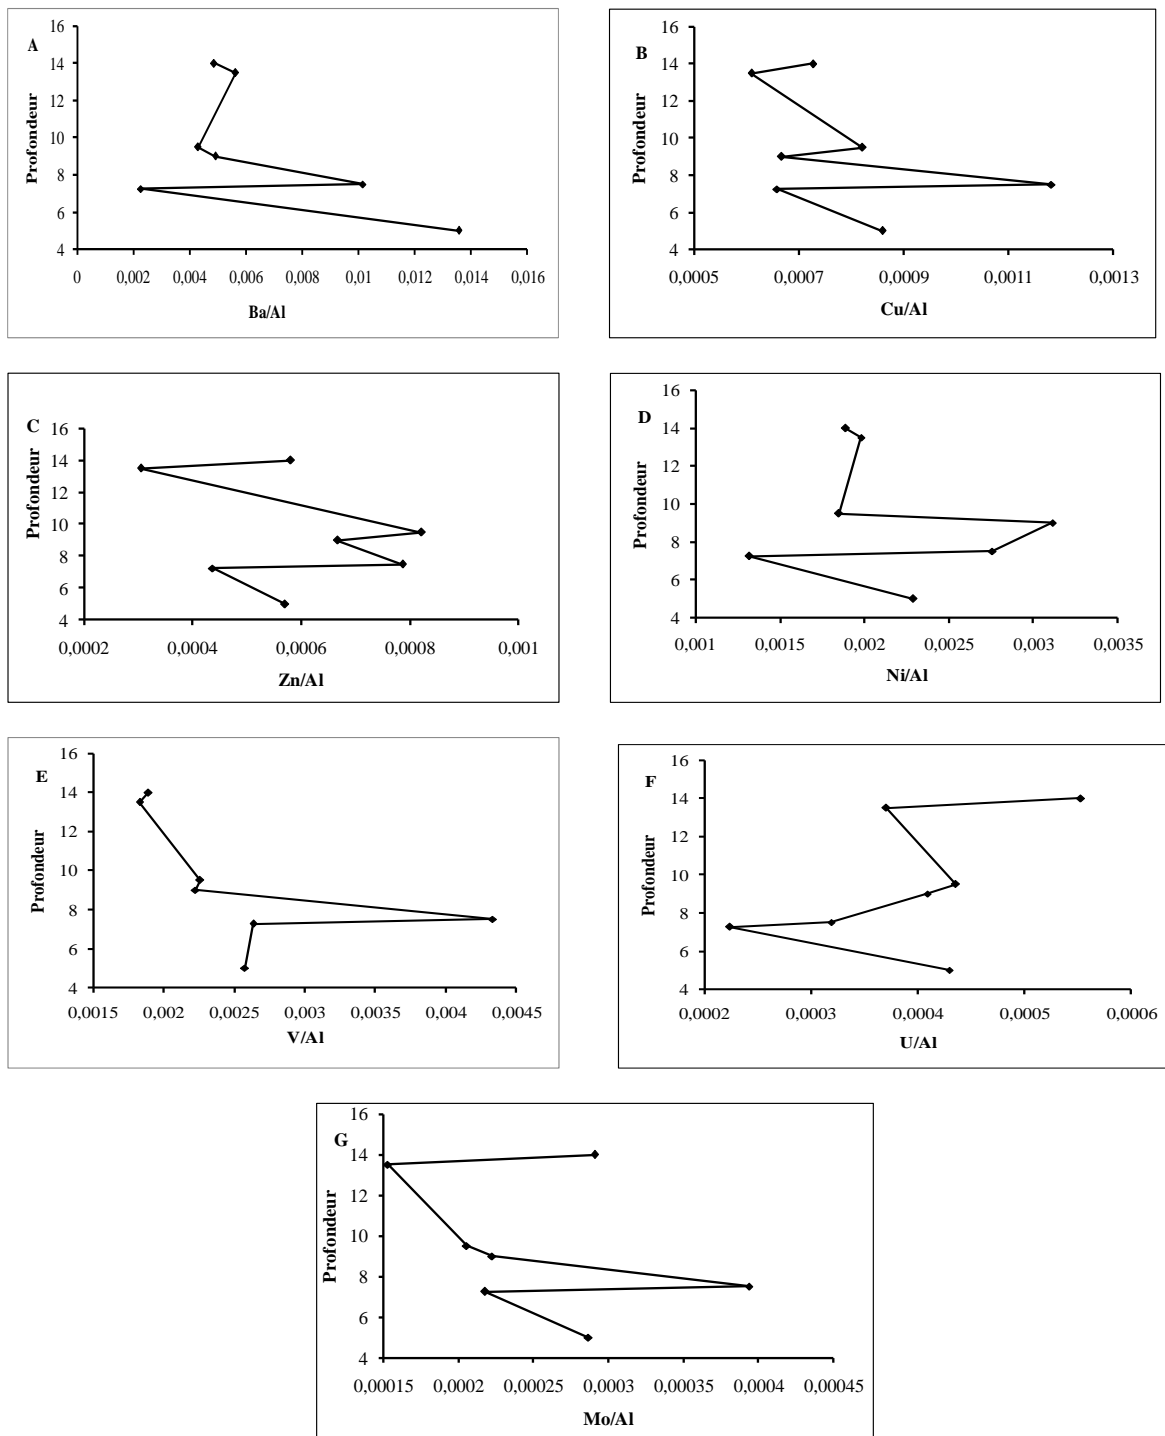 A
Profondeur
16
14
12
10
8
6
4
0 0,002 0,004 0,006 0,008 0,01 0,012 0,014 0,016
Ba/Al
B
Profondeur
16
14
12
10
8
6
4
0,0005 0,0007 0,0009 0,0011 0,0013
Cu/Al
C
Profondeur
16
14
12
10
8
6
4
0,0002 0,0004 0,0006 0,0008 0,001
Zn/Al
D
Profondeur
16
14
12
10
8
6
4
0,001 0,0015 0,002 0,0025 0,003 0,0035
Ni/Al
E
Profondeur
16
14
12
10
8
6
4
0,0015 0,002 0,0025 0,003 0,0035 0,004 0,0045
V/Al
F
Profondeur
16
14
12
10
8
6
4
0,0002 0,0003 0,0004 0,0005 0,0006
U/Al
G
Profondeur
16
14
12
10
8
6
4
0,00015 0,0002 0,00025 0,0003 0,00035 0,0004 0,00045
Mo/Al